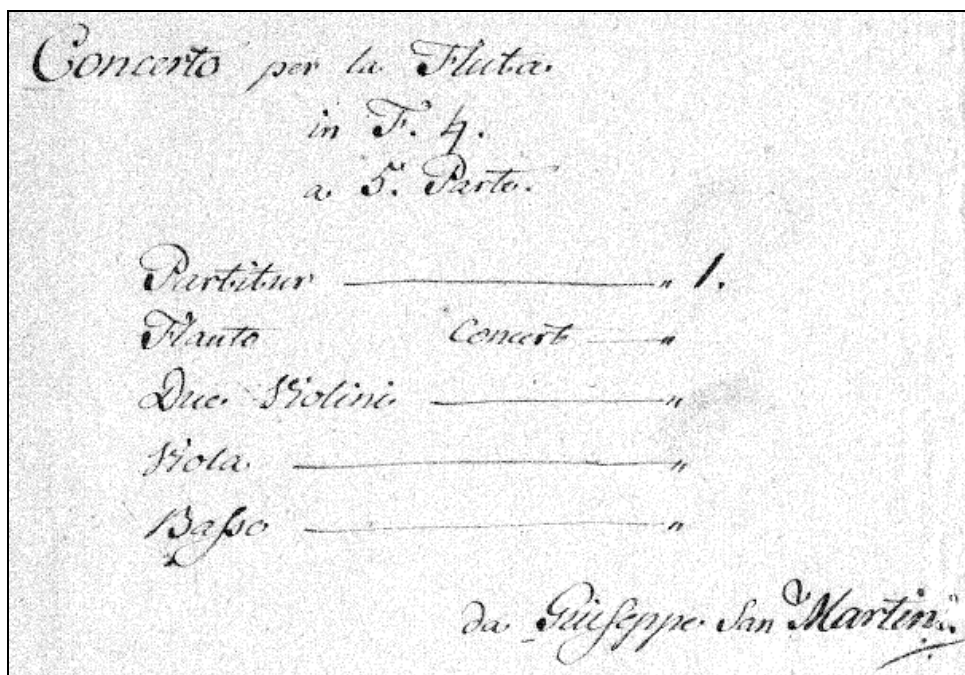 Concerto per la Fluta.
in F. 4.
a 5. Parte.
Partitur " 1.
Flauto Concert "
Due Violini "
Viola "
Basso "
da Giuseppe San Martini.